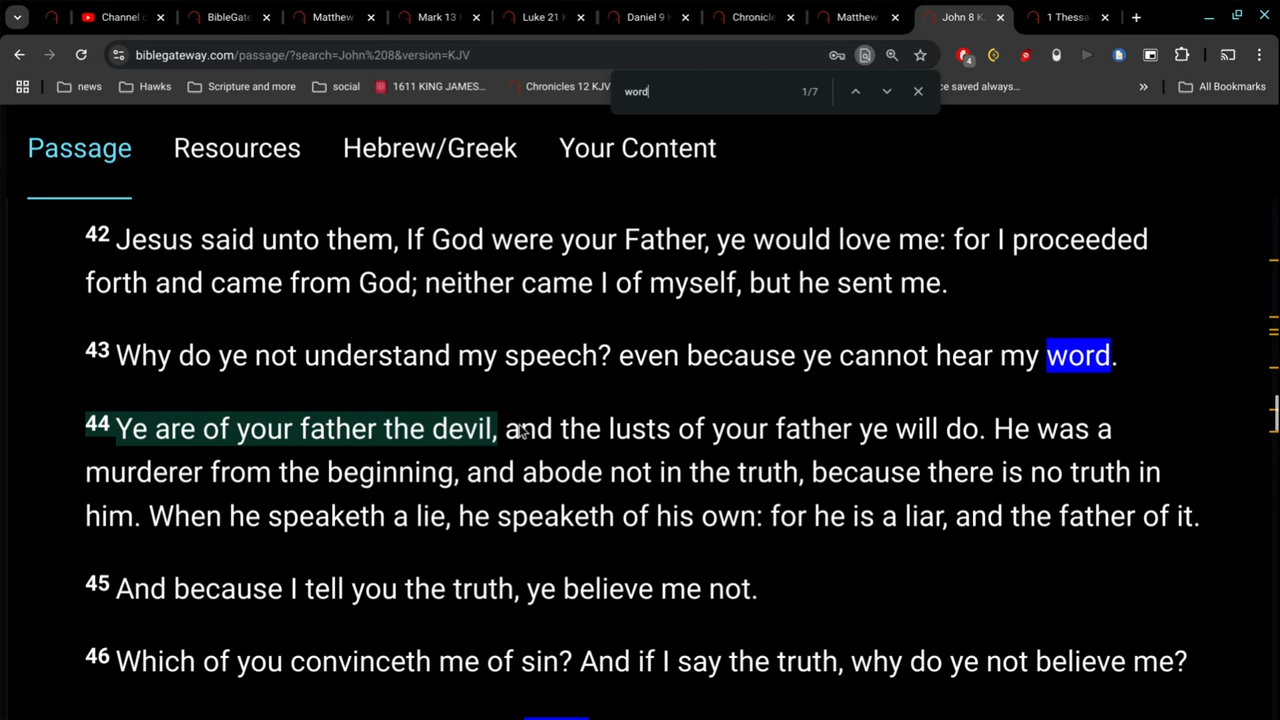 Channel c
BibleGate
Matthew
Mark 13
Luke 21
Daniel 9
Chronicle
Matthew
John 8 K
1 Thessa
biblegateway.com/passage/?search=John%208&version=KJV
4
news
Hawks
Scripture and more
social
1611 KING JAMES...
Chronicles 12 KJV
ce saved always...
All Bookmarks
word
1/7
Passage
Resources
Hebrew/Greek
Your Content
42 Jesus said unto them, If God were your Father, ye would love me: for I proceeded
forth and came from God; neither came I of myself, but he sent me.
43 Why do ye not understand my speech? even because ye cannot hear my word.
44 Ye are of your father the devil, and the lusts of your father ye will do. He was a
murderer from the beginning, and abode not in the truth, because there is no truth in
him. When he speaketh a lie, he speaketh of his own: for he is a liar, and the father of it.
45 And because I tell you the truth, ye believe me not.
46 Which of you convinceth me of sin? And if I say the truth, why do ye not believe me?